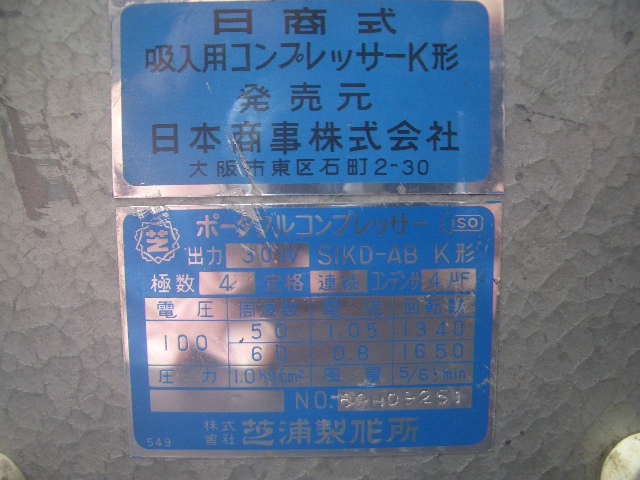 日商式
吸入用コンプレッサーK形
発売元
日本商事株式会社
大阪市東区石町2-30
芝 ポータブルコンプレッサー ISO
出力 30W SIKD-AB K形
極数 4 定格 連続 コンデンサ 4μF
電圧 周波数 電流 回転数
100 50 1.05 1340
60 0.8 1650
圧力 1.0kg/cm² 風量 5/6ℓ/min
NO.
549 株式会社 芝浦製作所